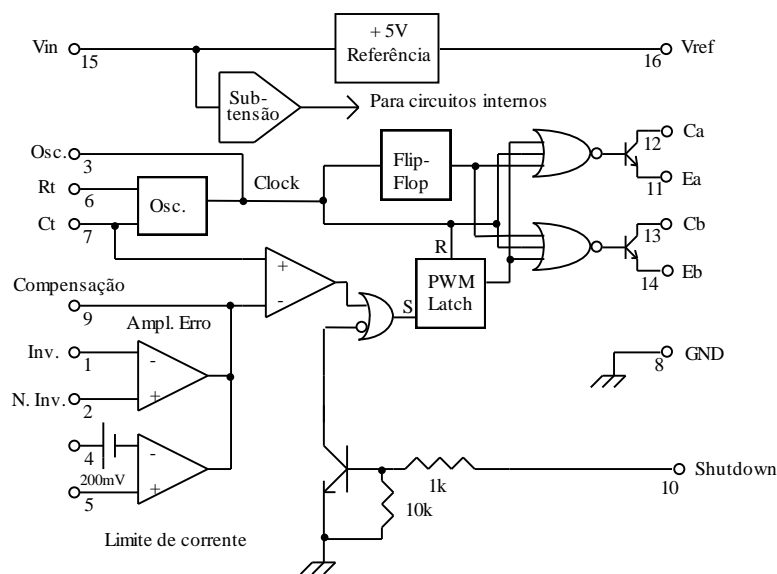 + 5V
Referência
Vin
15
Vref
16
Sub-
tensão
Para circuitos internos
Osc.
3
Rt
6
Ct
7
Osc.
Clock
Flip-
Flop
Ca
12
Ea
11
Cb
13
Eb
14
R
PWM
Latch
S
+
-
Compensação
9
Ampl. Erro
Inv.
1
-
N. Inv.
2
+
GND
8
4
200mV
-
5
+
Limite de corrente
1k
10k
Shutdown
10